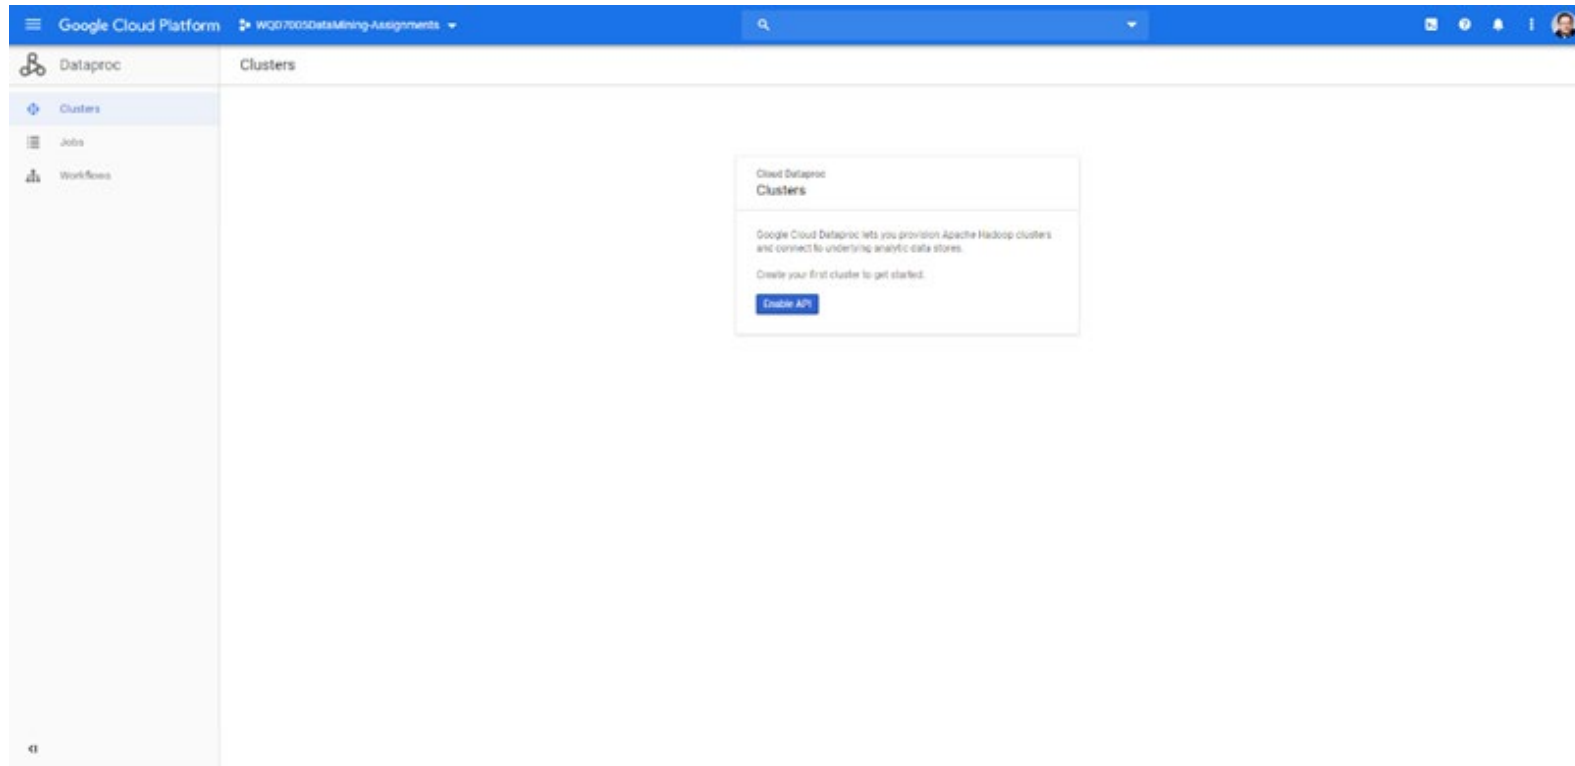 Google Cloud Platform
WQD7005DataMining-Assignments
Dataproc
Clusters
Clusters
Jobs
Workflows
Cloud Dataproc
Clusters
Google Cloud Dataproc lets you provision Apache Hadoop clusters
and connect to underlying analytic data stores.
Create your first cluster to get started.
Enable API